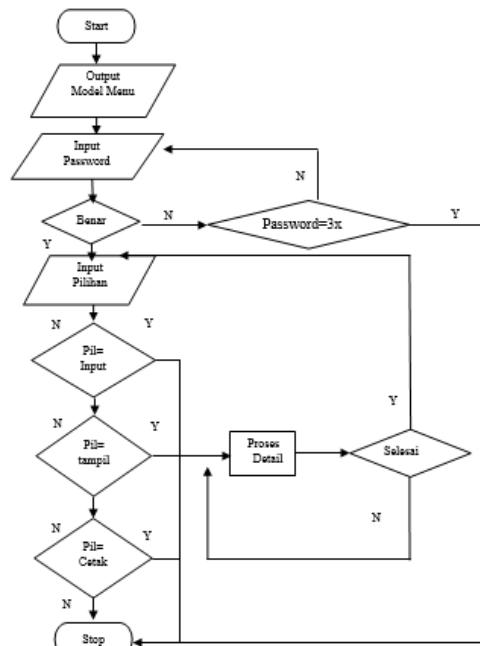 Start
Output
Model Menu
Input
Password
N
Benar
N
Password=3x
Y
Y
Input
Pilihan
N
Y
Pil=
Input
Y
N
Y
Pil=
tampil
Proses
Detail
Selesai
N
N
Y
Pil=
Cetak
N
Stop